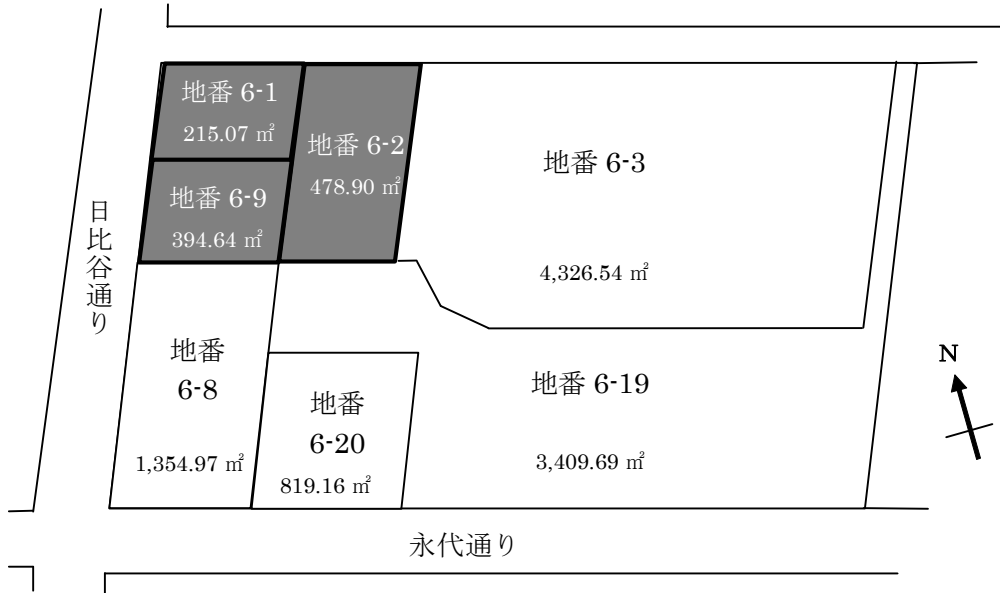 地番 6-1
215.07 ㎡
地番 6-2
478.90 ㎡
地番 6-3
4,326.54 ㎡
地番 6-9
394.64 ㎡
日比谷通り
地番
6-8
1,354.97 ㎡
地番
6-20
819.16 ㎡
地番 6-19
3,409.69 ㎡
N
永代通り